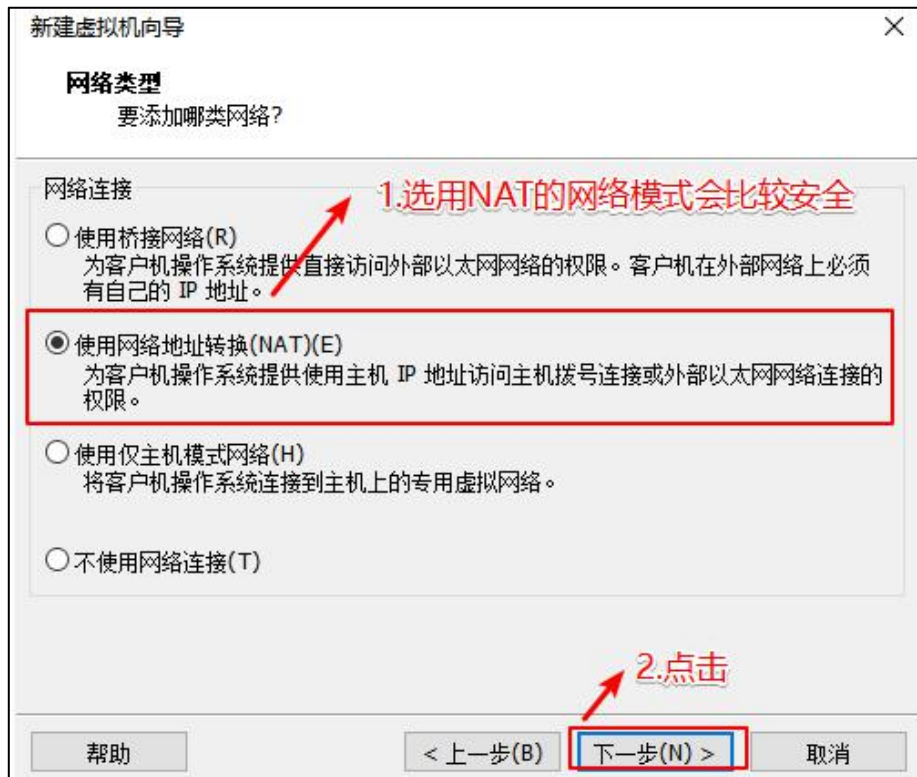 新建虚拟机向导
网络类型
要添加哪类网络?
网络连接
1.选用NAT的网络模式会比较安全
使用桥接网络(R)
为客户机操作系统提供直接访问外部以太网网络的权限。客户机在外部网络上必须
有自己的 IP 地址。
使用网络地址转换(NAT)(E)
为客户机操作系统提供使用主机 IP 地址访问主机拨号连接或外部以太网网络连接的
权限。
使用仅主机模式网络(H)
将客户机操作系统连接到主机上的专用虚拟网络。
不使用网络连接(T)
2.点击
帮助 < 上一步(B) 下一步(N) > 取消